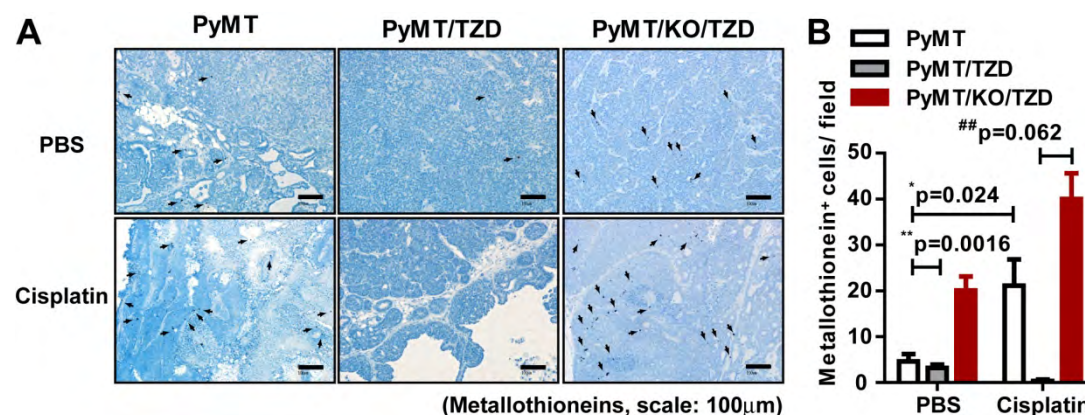 A
PyMT
PyMT/TZD
PyMT/KO/TZD
PBS
Cisplatin
(Metallothioneins, scale: 100μm)
B
PyMT
PyMT/TZD
PyMT/KO/TZD
##p=0.062
*p=0.024
**p=0.0016
Metallothionein+ cells/ field
50
40
30
20
10
0
PBS
Cisplatin